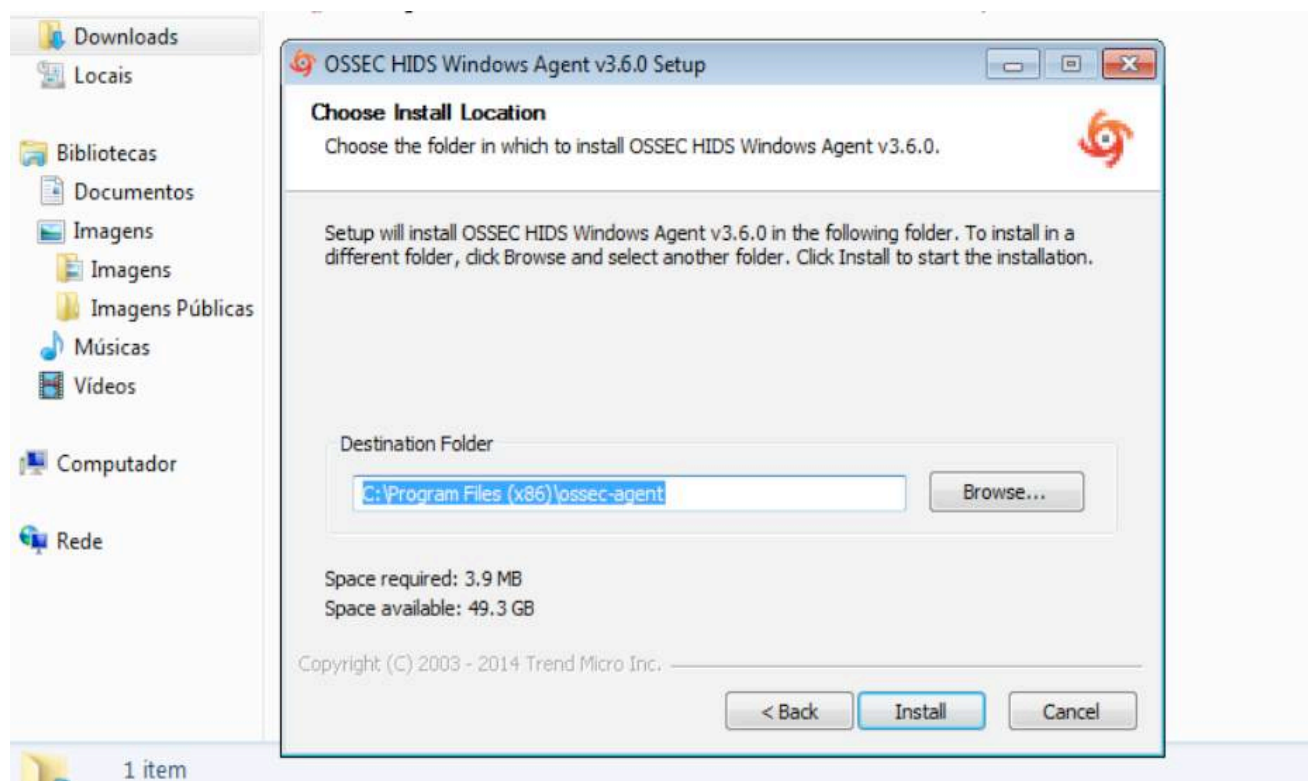 Downloads
Locais
Bibliotecas
Documentos
Imagens
Imagens
Imagens Públicas
Músicas
Vídeos
Computador
Rede
1 item
OSSEC HIDS Windows Agent v3.6.0 Setup
Choose Install Location
Choose the folder in which to install OSSEC HIDS Windows Agent v3.6.0.
Setup will install OSSEC HIDS Windows Agent v3.6.0 in the following folder. To install in a
different folder, click Browse and select another folder. Click Install to start the installation.
Destination Folder
C:\Program Files (x86)\ossec-agent
Browse...
Space required: 3.9 MB
Space available: 49.3 GB
Copyright (C) 2003 - 2014 Trend Micro Inc.
< Back
Install
Cancel